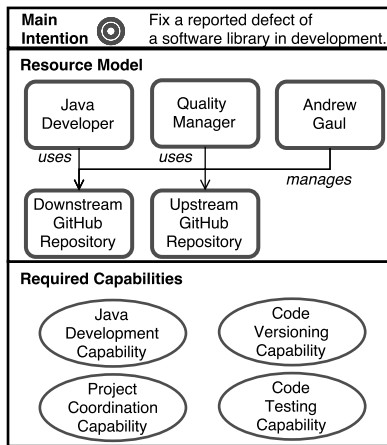 Main
Intention
Fix a reported defect of
a software library in development.
Resource Model
Java
Developer
Quality
Manager
Andrew
Gaul
uses
uses
manages
Downstream
GitHub
Repository
Upstream
GitHub
Repository
Required Capabilities
Java
Development
Capability
Code
Versioning
Capability
Project
Coordination
Capability
Code
Testing
Capability